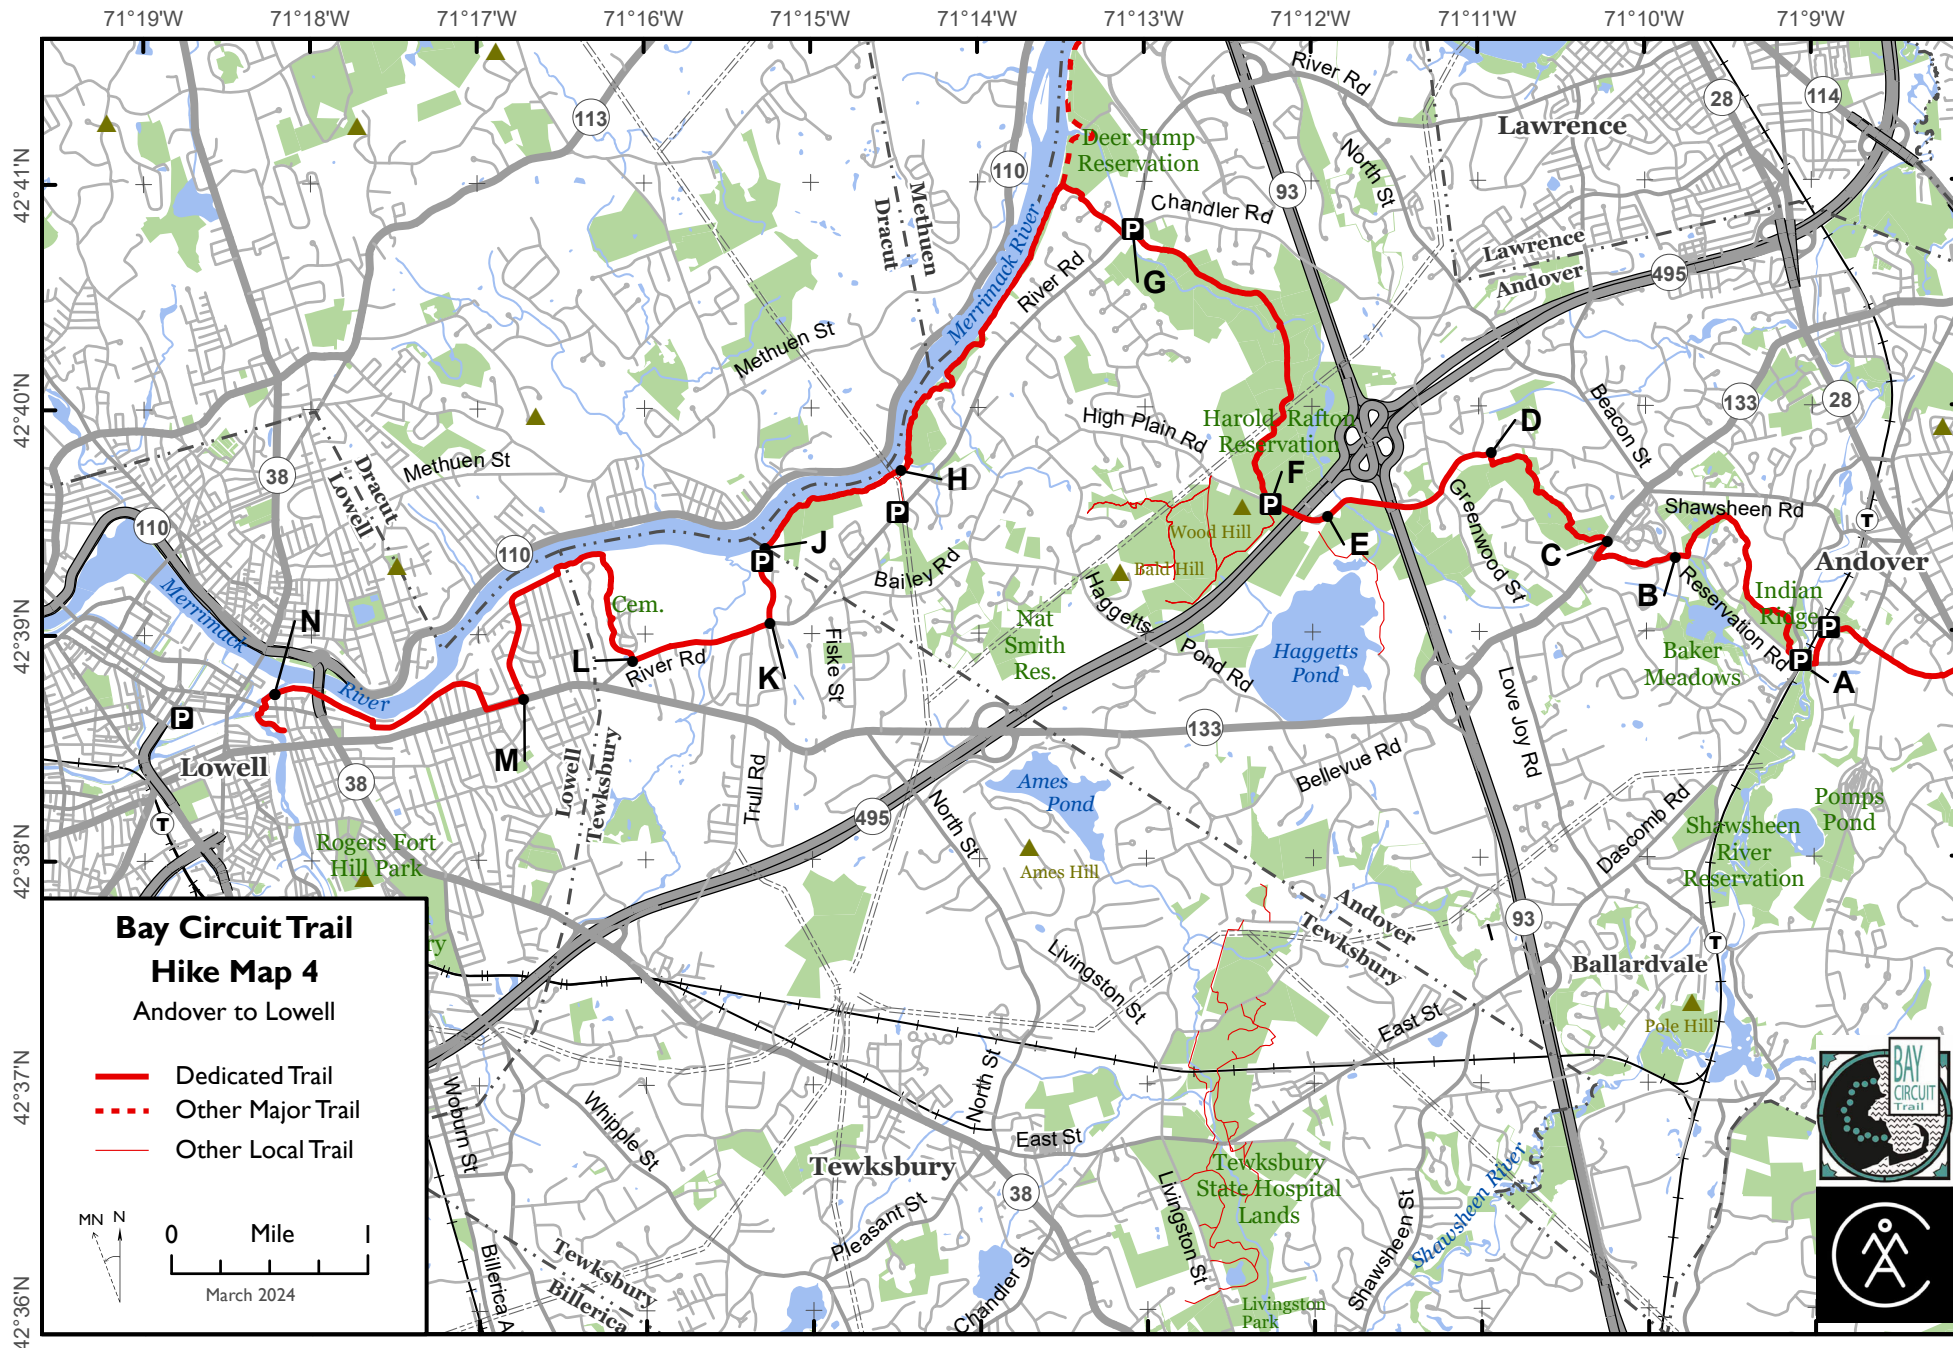 71°19'W 71°18'W 71°17'W 71°16'W 71°15'W 71°14'W 71°13'W 71°12'W 71°11'W 71°10'W 71°9'W
42°41'N
42°40'N
42°39'N
42°38'N
42°37'N
42°36'N
River Rd
113
28
114
Lawrence
Deer Jump
Reservation
110
93
North St
Methuen
Dracut
Chandler Rd
P
G
Lawrence
Andover
495
Merrimack River
River Rd
Methuen St
133
28
Beacon St
High Plain Rd
Harold Rafton
Reservation
D
38
Methuen St
Dracut
Lowell
F
P
H
P
Greenwood St
Shawsheen Rd
T
110
110
Wood Hill
E
J
P
C
Andover
Bald Hill
Bailey Rd
Haggetts
Pond Rd
B
Reservation Rd
Indian
Ridge
P
Merrimack
River
Cem.
N
Nat
Smith
Res.
Fiske St
Haggetts
Pond
Baker
Meadows
P
A
L
River Rd
K
Love Joy Rd
P
M
133
Lowell
Lowell
Tewksbury
Trull Rd
Bellevue Rd
38
Ames
Pond
T
495
North St
Dascomb Rd
Pomps
Pond
Rogers Fort
Hill Park
Ames Hill
Shawsheen
River
Reservation
Andover
Tewksbury
93
T
ry
Livingston St
Ballardvale
East St
Pole Hill
Bay Circuit Trail
Hike Map 4
Andover to Lowell
Dedicated Trail
Other Major Trail
Other Local Trail
MN N
0 Mile 1
March 2024
Woburn St
Whipple St
North St
East St
Tewksbury
38
Tewksbury
State Hospital
Lands
Livingston St
Pleasant St
Shawsheen St
Shawsheen River
Tewksbury
Billerica
Billerica A
Chandler St
Livingston
Park
BAY
CIRCUIT
Trail